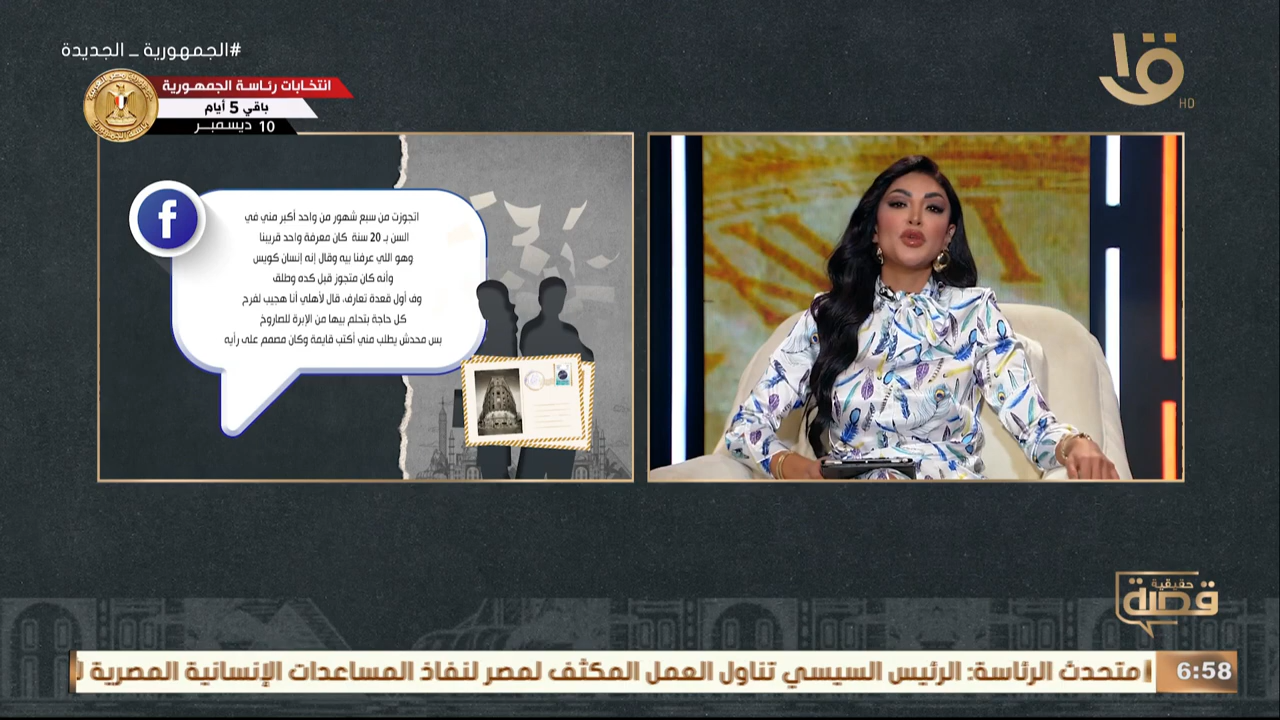 #الجمهورية _ الجديدة
انتخابات رئاسة الجمهورية
باقي 5 أيام
10 ديسمبر
HD
f
اتجوزت من سبع شهور من واحد أكبر مني في
السن بـ 20 سنة كان معرفة واحد قريبنا
وهو اللي عرفنا بيه وقال إنه إنسان كويس
وأنه كان متجوز قبل كده وطلق
وف أول قعدة تعارف، قال لأهلي أنا هجيب لفرح
كل حاجة بتحلم بيها من الإبرة للصاروخ
بس محدش يطلب مني أكتب قايمة وكان مصمم على رأيه
قصة
حقيقية
متحدث الرئاسة: الرئيس السيسي تناول العمل المكثف لمصر لنفاذ المساعدات الإنسانية المصرية
6:58